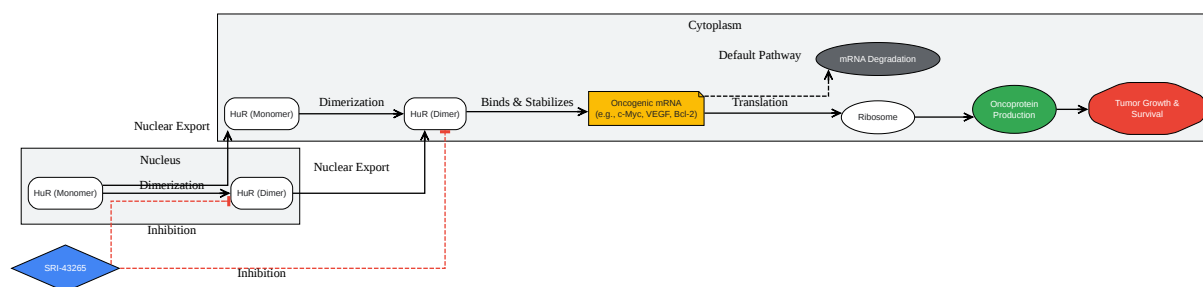 Cytoplasm
Default Pathway
mRNA Degradation
HuR (Monomer)
Dimerization
HuR (Dimer)
Binds & Stabilizes
Oncogenic mRNA
(e.g., c-Myc, VEGF, Bcl-2)
Translation
Ribosome
Oncoprotein
Production
Tumor Growth &
Survival
Nuclear Export
Nucleus
HuR (Monomer)
Dimerization
HuR (Dimer)
Nuclear Export
Inhibition
SRI-43265
Inhibition